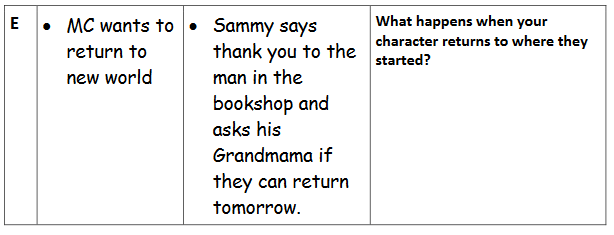 E
• MC wants to
return to
new world
• Sammy says
thank you to the
man in the
bookshop and
asks his
Grandmama if
they can return
tomorrow.
What happens when your
character returns to where they
started?